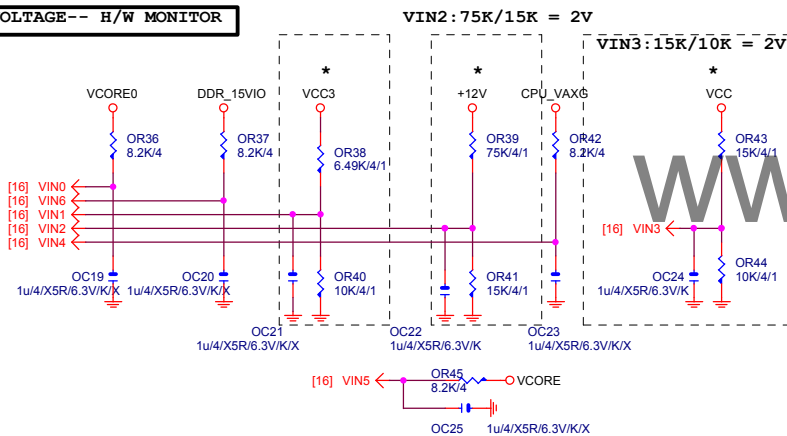 OLTAGE-- H/W MONITOR
VIN2:75K/15K = 2V
VIN3:15K/10K = 2V
* * *
VCORE0 DDR_15VIO VCC3 +12V CPU_VAXG VCC
OR36 8.2K/4
OR37 8.2K/4
OR38 6.49K/4/1
OR39 75K/4/1
OR42 8.2K/4
OR43 15K/4/1
WW
[16] VIN0
[16] VIN6
[16] VIN1
[16] VIN2
[16] VIN4
[16] VIN3
OC19 1u/4/X5R/6.3V/K/X
OC20 1u/4/X5R/6.3V/K/X
OR40 10K/4/1
OR41 15K/4/1
OC24 1u/4/X5R/6.3V/K
OR44 10K/4/1
OC21 1u/4/X5R/6.3V/K/X
OC22 1u/4/X5R/6.3V/K
OC23 1u/4/X5R/6.3V/K/X
[16] VIN5
OR45 8.2K/4
VCORE
OC25 1u/4/X5R/6.3V/K/X